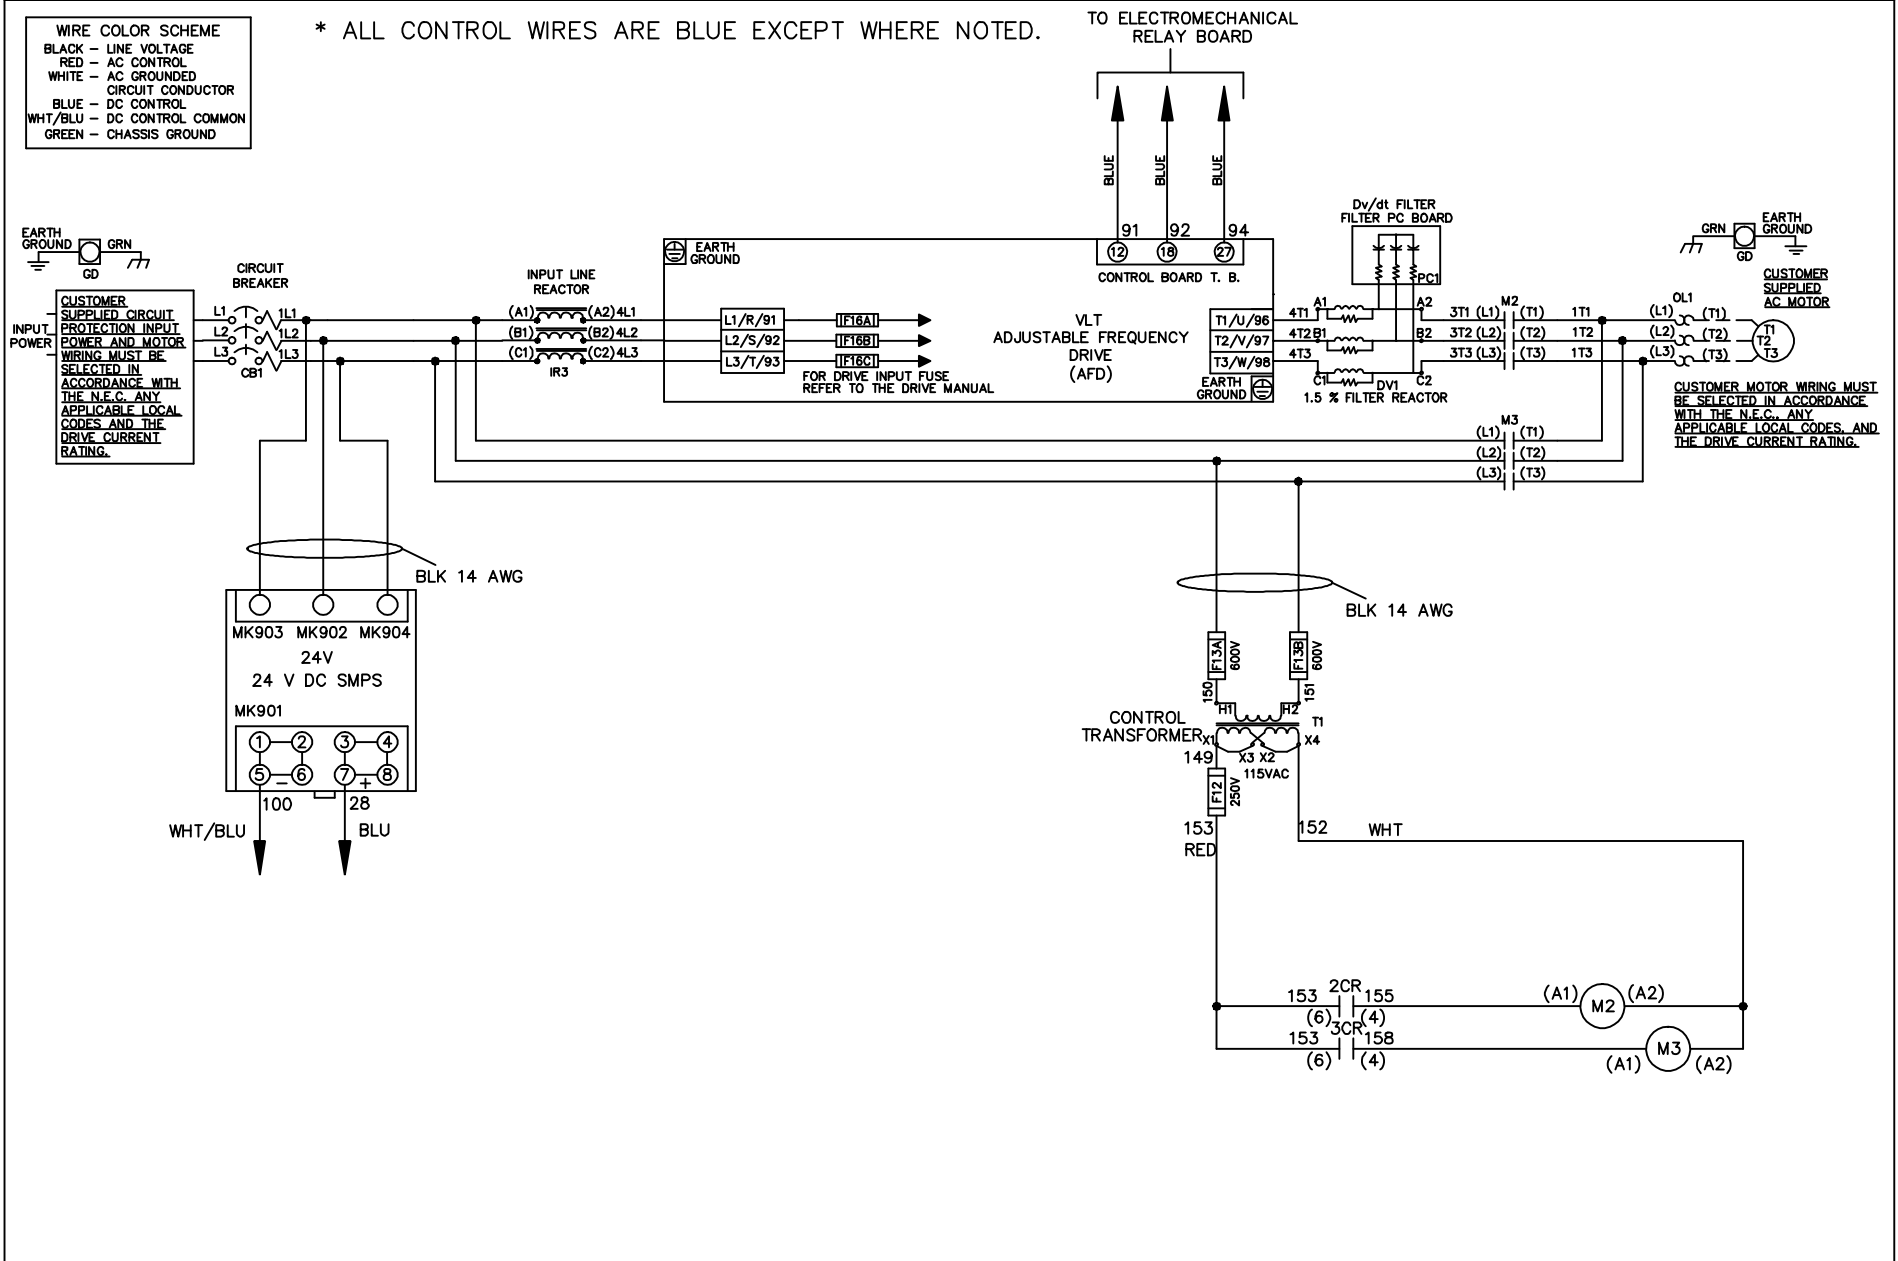 WIRE COLOR SCHEME
BLACK – LINE VOLTAGE
RED – AC CONTROL
WHITE – AC GROUNDED
CIRCUIT CONDUCTOR
BLUE – DC CONTROL
WHT/BLU – DC CONTROL COMMON
GREEN – CHASSIS GROUND
* ALL CONTROL WIRES ARE BLUE EXCEPT WHERE NOTED.
TO ELECTROMECHANICAL
RELAY BOARD
BLUE
BLUE
BLUE
91 92 94
12 18 27
CONTROL BOARD T. B.
EARTH
GROUND
GRN
GD
INPUT
POWER
CUSTOMER
SUPPLIED CIRCUIT
PROTECTION INPUT
POWER AND MOTOR
WIRING MUST BE
SELECTED IN
ACCORDANCE WITH
THE N.E.C. ANY
APPLICABLE LOCAL
CODES AND THE
DRIVE CURRENT
RATING.
CIRCUIT
BREAKER
L1 1L1
L2 1L2
L3 1L3
CB1
INPUT LINE
REACTOR
(A1) (A2) 4L1
(B1) (B2) 4L2
(C1) (C2) 4L3
IR3
EARTH
GROUND
L1/R/91
L2/S/92
L3/T/93
IF16A
IF16B
IF16C
FOR DRIVE INPUT FUSE
REFER TO THE DRIVE MANUAL
VLT
ADJUSTABLE FREQUENCY
DRIVE
(AFD)
T1/U/96
T2/V/97
T3/W/98
EARTH
GROUND
Dv/dt FILTER
FILTER PC BOARD
PC1
4T1 A1 A2
4T2 B1 B2
4T3
C1 DV1 C2
1.5 % FILTER REACTOR
M2
3T1 (L1) (T1) 1T1
3T2 (L2) (T2) 1T2
3T3 (L3) (T3) 1T3
M3
(L1) (T1)
(L2) (T2)
(L3) (T3)
GRN
EARTH
GROUND
GD
CUSTOMER
SUPPLIED
AC MOTOR
OL1
(L1) (T1)
(L2) (T2)
(L3) (T3)
T1
T2
T3
CUSTOMER MOTOR WIRING MUST
BE SELECTED IN ACCORDANCE
WITH THE N.E.C., ANY
APPLICABLE LOCAL CODES, AND
THE DRIVE CURRENT RATING.
BLK 14 AWG
MK903 MK902 MK904
24V
24 V DC SMPS
MK901
1 2 3 4
5 6 7 8
– +
100 28
WHT/BLU BLU
BLK 14 AWG
F13A
600V
F13B
600V
150
151
H1 H2
T1
CONTROL
TRANSFORMER
X1 X4
X3 X2
149
115VAC
F12
250V
153
RED
152 WHT
2CR
153 155
(6) (4)
(A1) M2 (A2)
3CR
153 158
(6) (4)
(A1) M3 (A2)